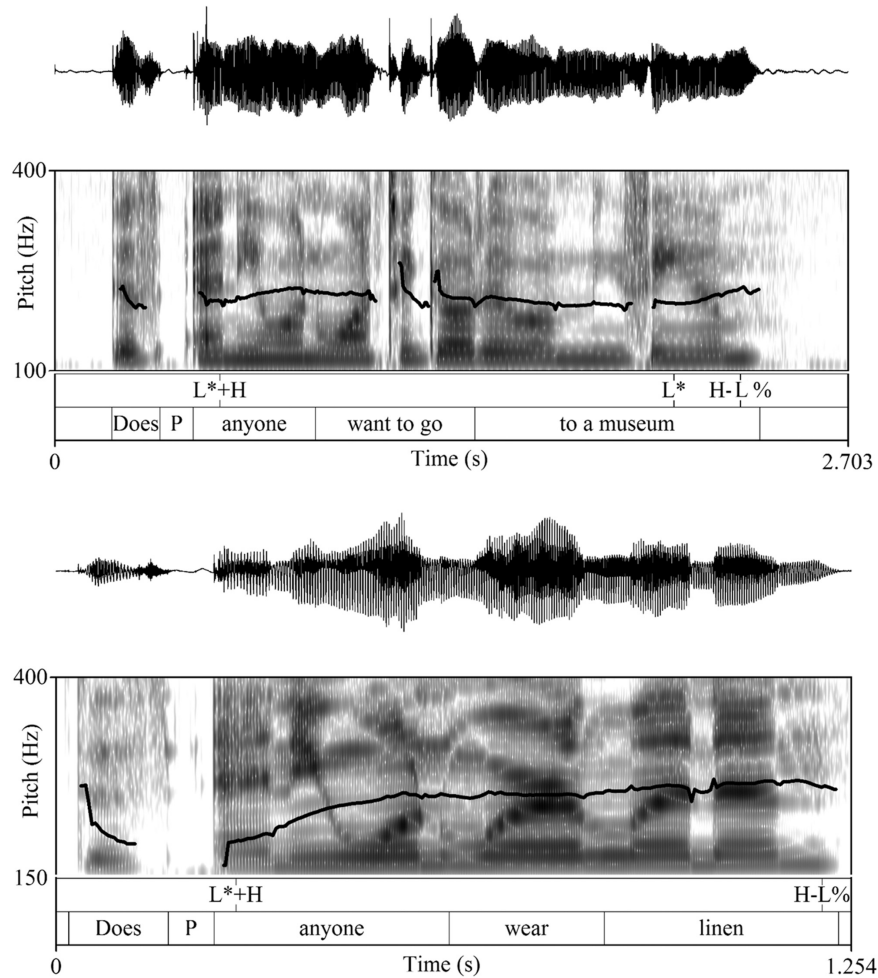 400
Pitch (Hz)
100
L*+H L* H-L %
Does P anyone want to go to a museum
0 Time (s) 2.703
400
Pitch (Hz)
150
L*+H H-L%
Does P anyone wear linen
0 Time (s) 1.254